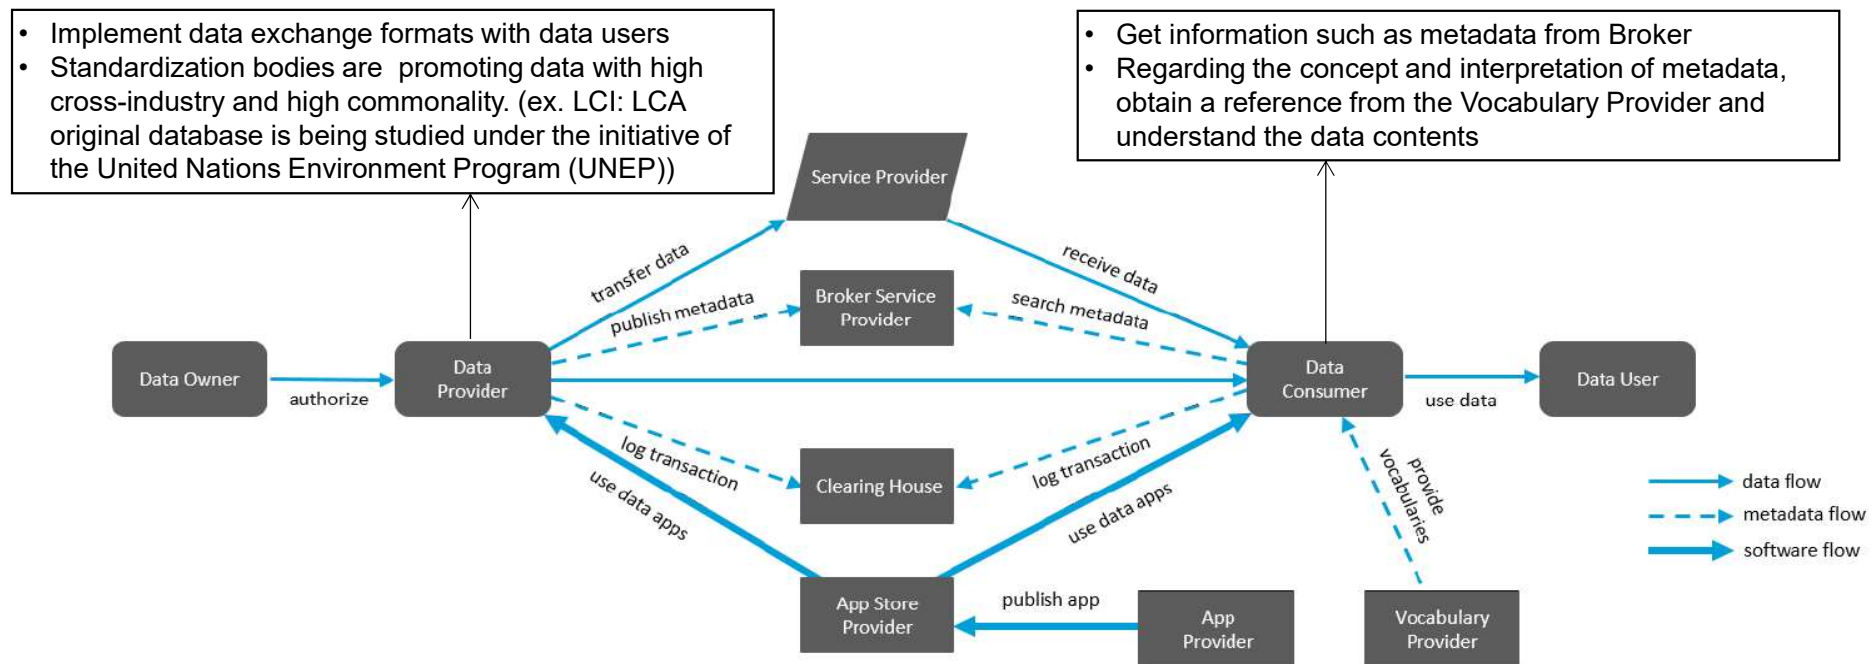 • Implement data exchange formats with data users
• Standardization bodies are promoting data with high
cross-industry and high commonality. (ex. LCI: LCA
original database is being studied under the initiative of
the United Nations Environment Program (UNEP))
• Get information such as metadata from Broker
• Regarding the concept and interpretation of metadata,
obtain a reference from the Vocabulary Provider and
understand the data contents
Service Provider
transfer data
receive data
publish metadata
Broker Service
Provider
search metadata
Data Owner
authorize
Data
Provider
Data
Consumer
use data
Data User
log transaction
use data apps
Clearing House
log transaction
use data apps
provide
vocabularies
data flow
metadata flow
software flow
App Store
Provider
publish app
App
Provider
Vocabulary
Provider